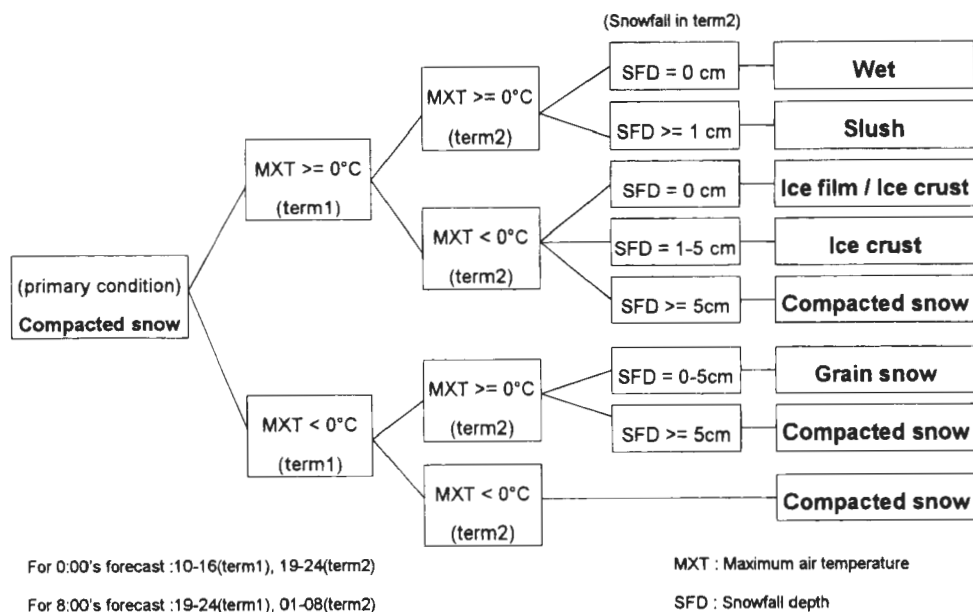 (Snowfall in term2)
SFD = 0 cm
Wet
MXT >= 0°C
(term2)
SFD >= 1 cm
Slush
MXT >= 0°C
(term1)
SFD = 0 cm
Ice film / Ice crust
MXT < 0°C
(term2)
SFD = 1-5 cm
Ice crust
SFD >= 5cm
Compacted snow
(primary condition)
Compacted snow
MXT >= 0°C
(term2)
SFD = 0-5cm
Grain snow
SFD >= 5cm
Compacted snow
MXT < 0°C
(term1)
MXT < 0°C
(term2)
Compacted snow
For 0:00's forecast :10-16(term1), 19-24(term2)
For 8:00's forecast :19-24(term1), 01-08(term2)
MXT : Maximum air temperature
SFD : Snowfall depth